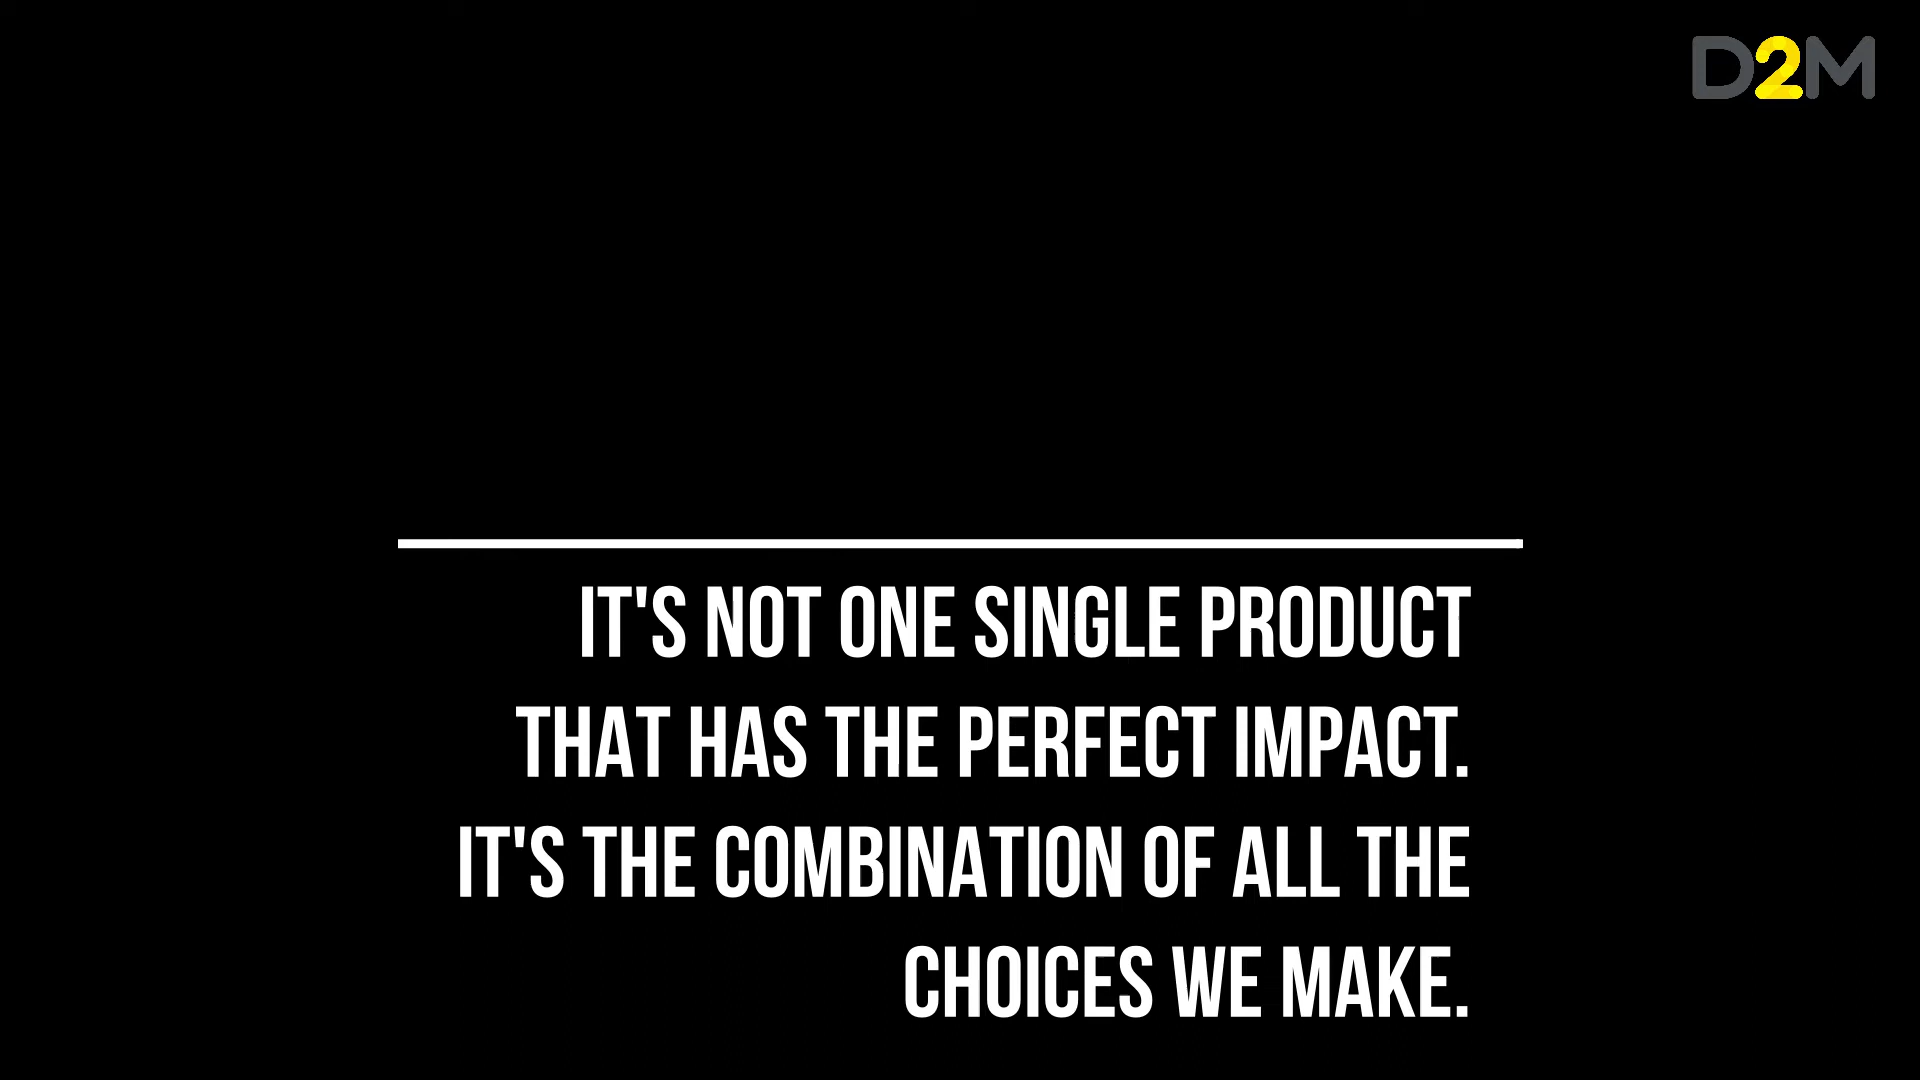 D2M
IT'S NOT ONE SINGLE PRODUCT
THAT HAS THE PERFECT IMPACT.
IT'S THE COMBINATION OF ALL THE
CHOICES WE MAKE.